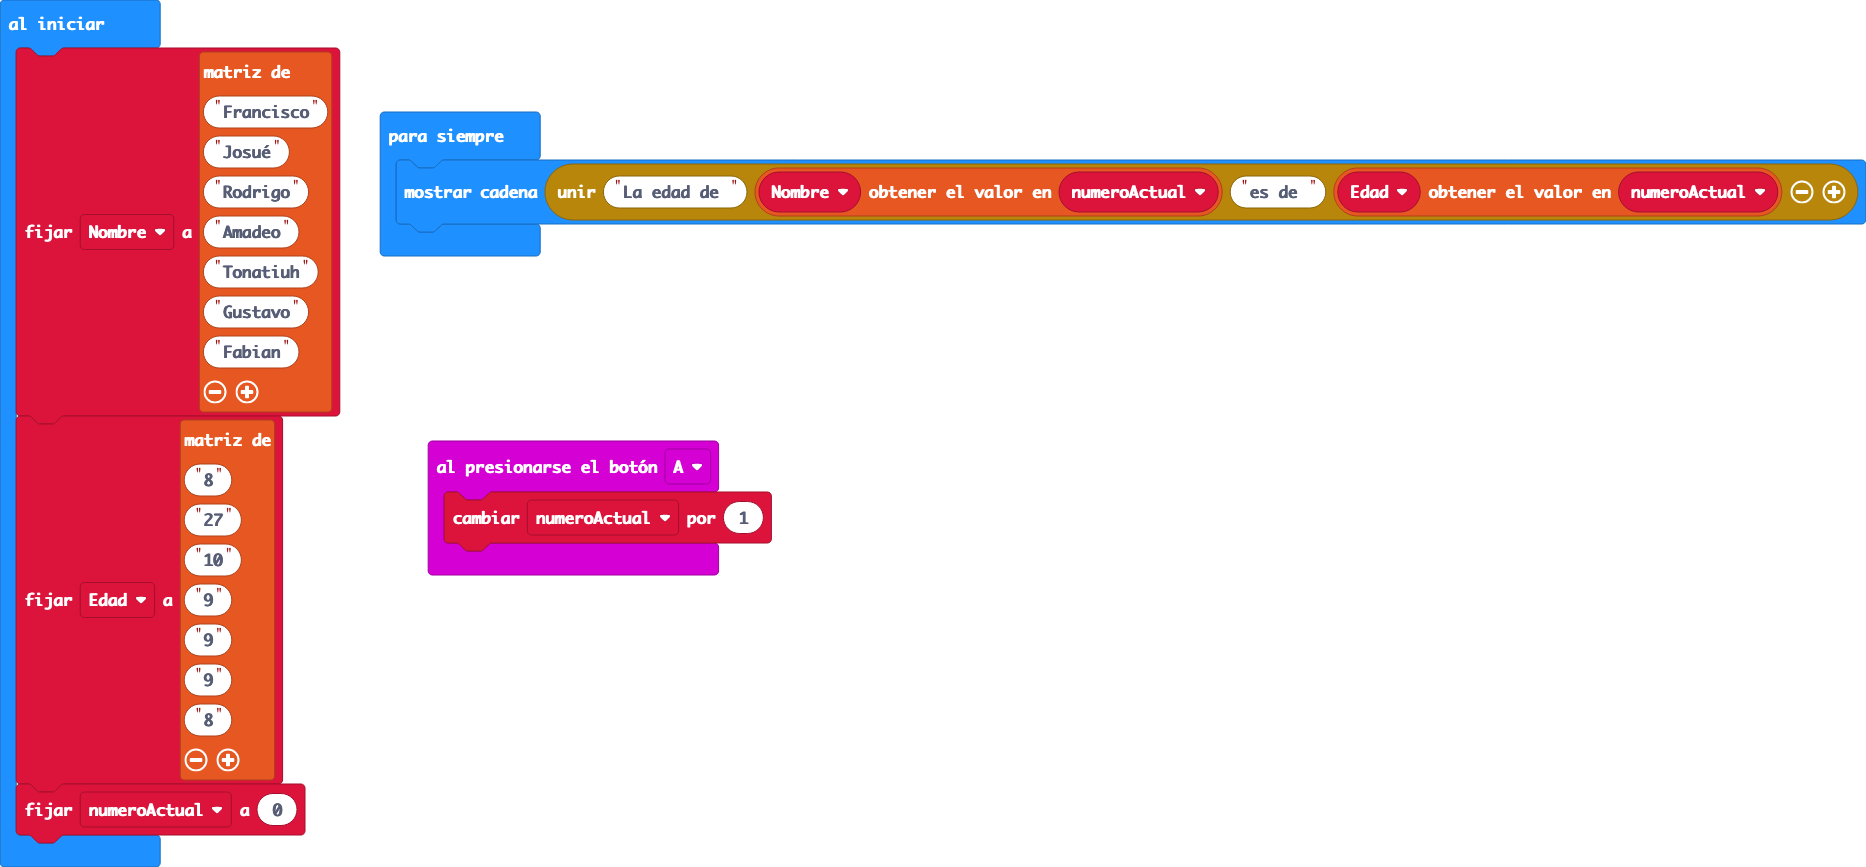 al iniciar
fijar Nombre a matriz de
"Francisco"
"Josué"
"Rodrigo"
"Amadeo"
"Tonatiuh"
"Gustavo"
"Fabian"
fijar Edad a matriz de
"8"
"27"
"10"
"9"
"9"
"9"
"8"
fijar numeroActual a 0
para siempre
mostrar cadena unir "La edad de " Nombre obtener el valor en numeroActual "es de " Edad obtener el valor en numeroActual
al presionarse el botón A
cambiar numeroActual por 1